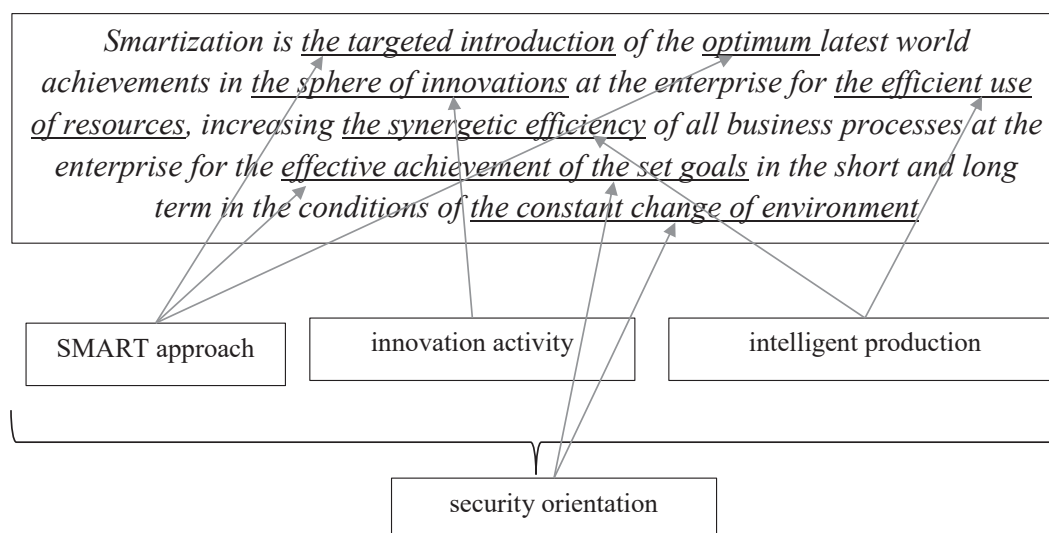 Smartization is the targeted introduction of the optimum latest world
achievements in the sphere of innovations at the enterprise for the efficient use
of resources, increasing the synergetic efficiency of all business processes at the
enterprise for the effective achievement of the set goals in the short and long
term in the conditions of the constant change of environment
SMART approach
innovation activity
intelligent production
security orientation